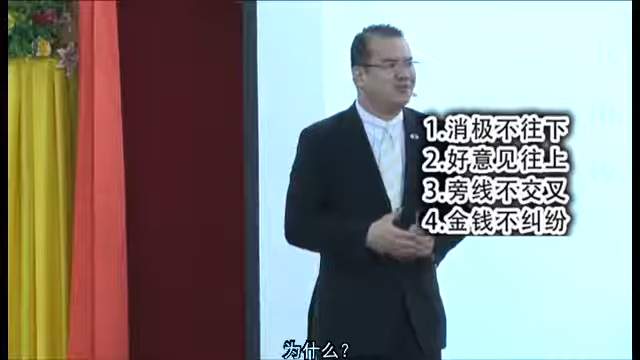 1.消极不往下
2.好意见往上
3.旁线不交叉
4.金钱不纠纷
为什么?